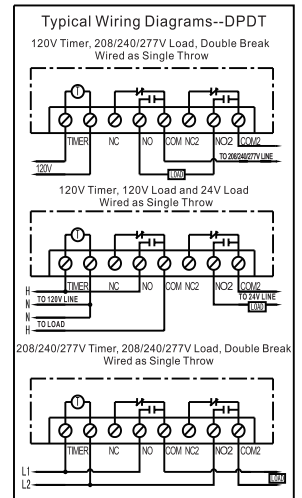 Typical Wiring Diagrams--DPDT
120V Timer, 208/240/277V Load, Double Break
Wired as Single Throw
T
TIMER NC NO COM NC2 NO2 COM2
TO 208/240/277V LINE
120V
LOAD
120V Timer, 120V Load and 24V Load
Wired as Single Throw
T
TIMER NC NO COM NC2 NO2 COM2
H
TO 24V LINE
N TO 120V LINE
LOAD
N
TO LOAD
H
208/240/277V Timer, 208/240/277V Load, Double Break
Wired as Single Throw
T
TIMER NC NO COM NC2 NO2 COM2
L1
LOAD
L2